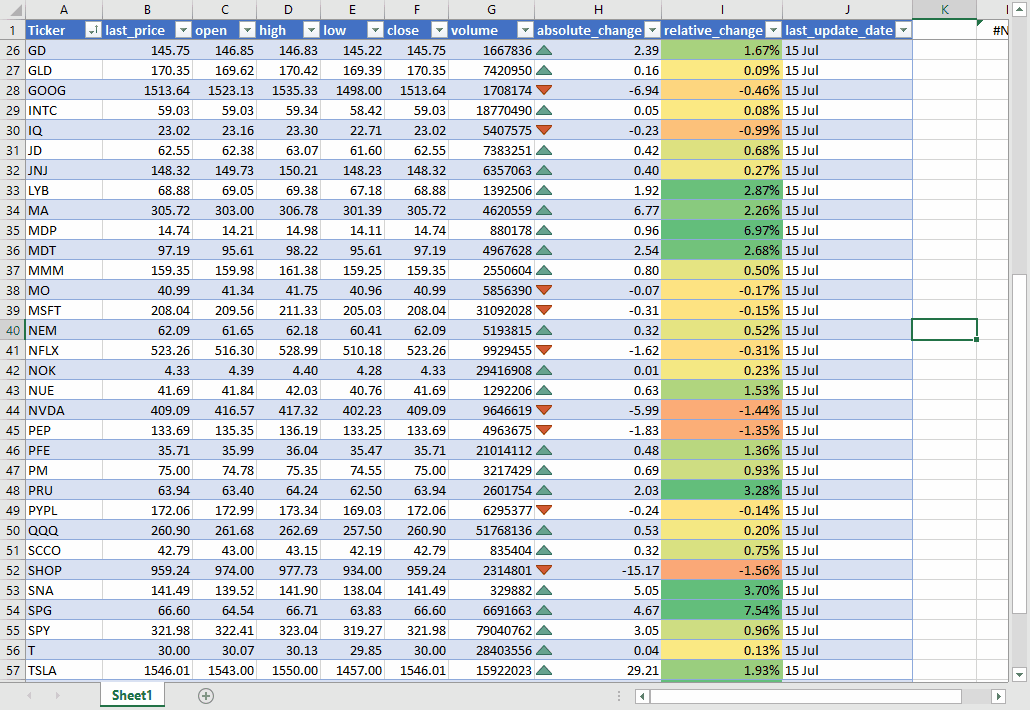 A B C D E F G H I J K
1 Ticker last_price open high low close volume absolute_change relative_change last_update_date #N
26 GD 145.75 146.85 146.83 145.22 145.75 1667836 2.39 1.67% 15 Jul
27 GLD 170.35 169.62 170.42 169.39 170.35 7420950 0.16 0.09% 15 Jul
28 GOOG 1513.64 1523.13 1535.33 1498.00 1513.64 1708174 -6.94 -0.46% 15 Jul
29 INTC 59.03 59.03 59.34 58.42 59.03 18770490 0.05 0.08% 15 Jul
30 IQ 23.02 23.16 23.30 22.71 23.02 5407575 -0.23 -0.99% 15 Jul
31 JD 62.55 62.38 63.07 61.60 62.55 7383251 0.42 0.68% 15 Jul
32 JNJ 148.32 149.73 150.21 148.23 148.32 6357063 0.40 0.27% 15 Jul
33 LYB 68.88 69.05 69.38 67.18 68.88 1392506 1.92 2.87% 15 Jul
34 MA 305.72 303.00 306.78 301.39 305.72 4620559 6.77 2.26% 15 Jul
35 MDP 14.74 14.21 14.98 14.11 14.74 880178 0.96 6.97% 15 Jul
36 MDT 97.19 95.61 98.22 95.61 97.19 4967628 2.54 2.68% 15 Jul
37 MMM 159.35 159.98 161.38 159.25 159.35 2550604 0.80 0.50% 15 Jul
38 MO 40.99 41.34 41.75 40.96 40.99 5856390 -0.07 -0.17% 15 Jul
39 MSFT 208.04 209.56 211.33 205.03 208.04 31092028 -0.31 -0.15% 15 Jul
40 NEM 62.09 61.65 62.18 60.41 62.09 5193815 0.32 0.52% 15 Jul
41 NFLX 523.26 516.30 528.99 510.18 523.26 9929455 -1.62 -0.31% 15 Jul
42 NOK 4.33 4.39 4.40 4.28 4.33 29416908 0.01 0.23% 15 Jul
43 NUE 41.69 41.84 42.03 40.76 41.69 1292206 0.63 1.53% 15 Jul
44 NVDA 409.09 416.57 417.32 402.23 409.09 9646619 -5.99 -1.44% 15 Jul
45 PEP 133.69 135.35 136.19 133.25 133.69 4963675 -1.83 -1.35% 15 Jul
46 PFE 35.71 35.99 36.04 35.47 35.71 21014112 0.48 1.36% 15 Jul
47 PM 75.00 74.78 75.35 74.55 75.00 3217429 0.69 0.93% 15 Jul
48 PRU 63.94 63.40 64.24 62.50 63.94 2601754 2.03 3.28% 15 Jul
49 PYPL 172.06 172.99 173.34 169.03 172.06 6295377 -0.24 -0.14% 15 Jul
50 QQQ 260.90 261.68 262.69 257.50 260.90 51768136 0.53 0.20% 15 Jul
51 SCCO 42.79 43.00 43.15 42.19 42.79 835404 0.32 0.75% 15 Jul
52 SHOP 959.24 974.00 977.73 934.00 959.24 2314801 -15.17 -1.56% 15 Jul
53 SNA 141.49 139.52 141.90 138.04 141.49 329882 5.05 3.70% 15 Jul
54 SPG 66.60 64.54 66.71 63.83 66.60 6691663 4.67 7.54% 15 Jul
55 SPY 321.98 322.41 323.04 319.27 321.98 79040762 3.05 0.96% 15 Jul
56 T 30.00 30.07 30.13 29.85 30.00 28403556 0.04 0.13% 15 Jul
57 TSLA 1546.01 1543.00 1550.00 1457.00 1546.01 15922023 29.21 1.93% 15 Jul
Sheet1